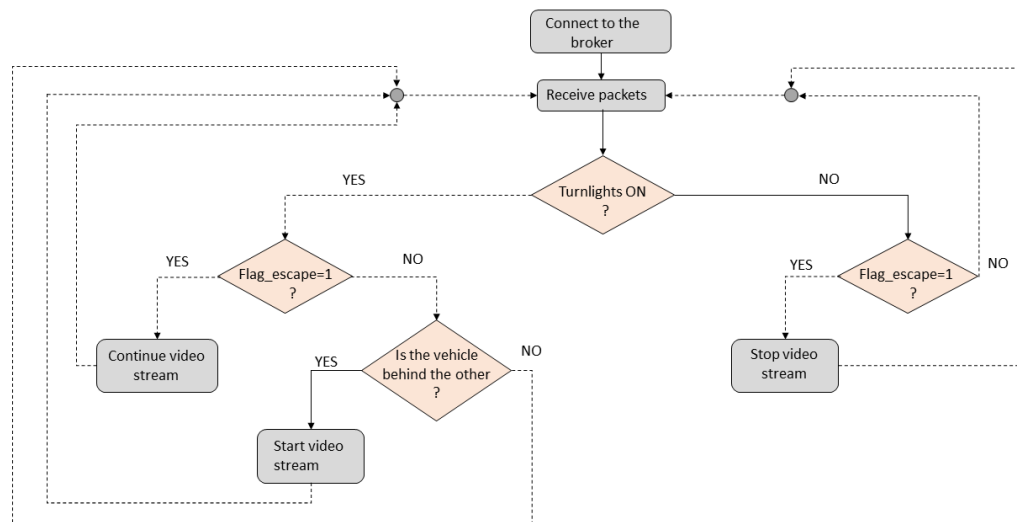 Connect to the
broker
Receive packets
Turnlights ON
?
YES
NO
Flag_escape=1
?
YES
NO
Flag_escape=1
?
YES
NO
Continue video
stream
Is the vehicle
behind the other
?
YES
NO
Stop video
stream
Start video
stream